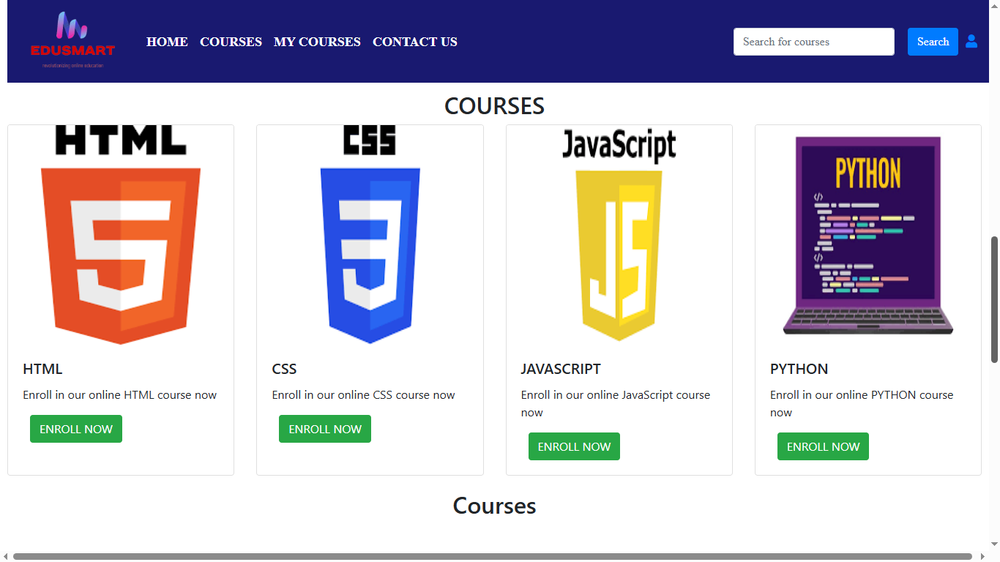 EDUSMART
revolutionizing online education
HOME COURSES MY COURSES CONTACT US
Search for courses
Search
COURSES
HTML
CSS
JavaScript
PYTHON
HTML
Enroll in our online HTML course now
ENROLL NOW
CSS
Enroll in our online CSS course now
ENROLL NOW
JS
JAVASCRIPT
Enroll in our online JavaScript course
now
ENROLL NOW
PYTHON
Enroll in our online PYTHON course
now
ENROLL NOW
Courses